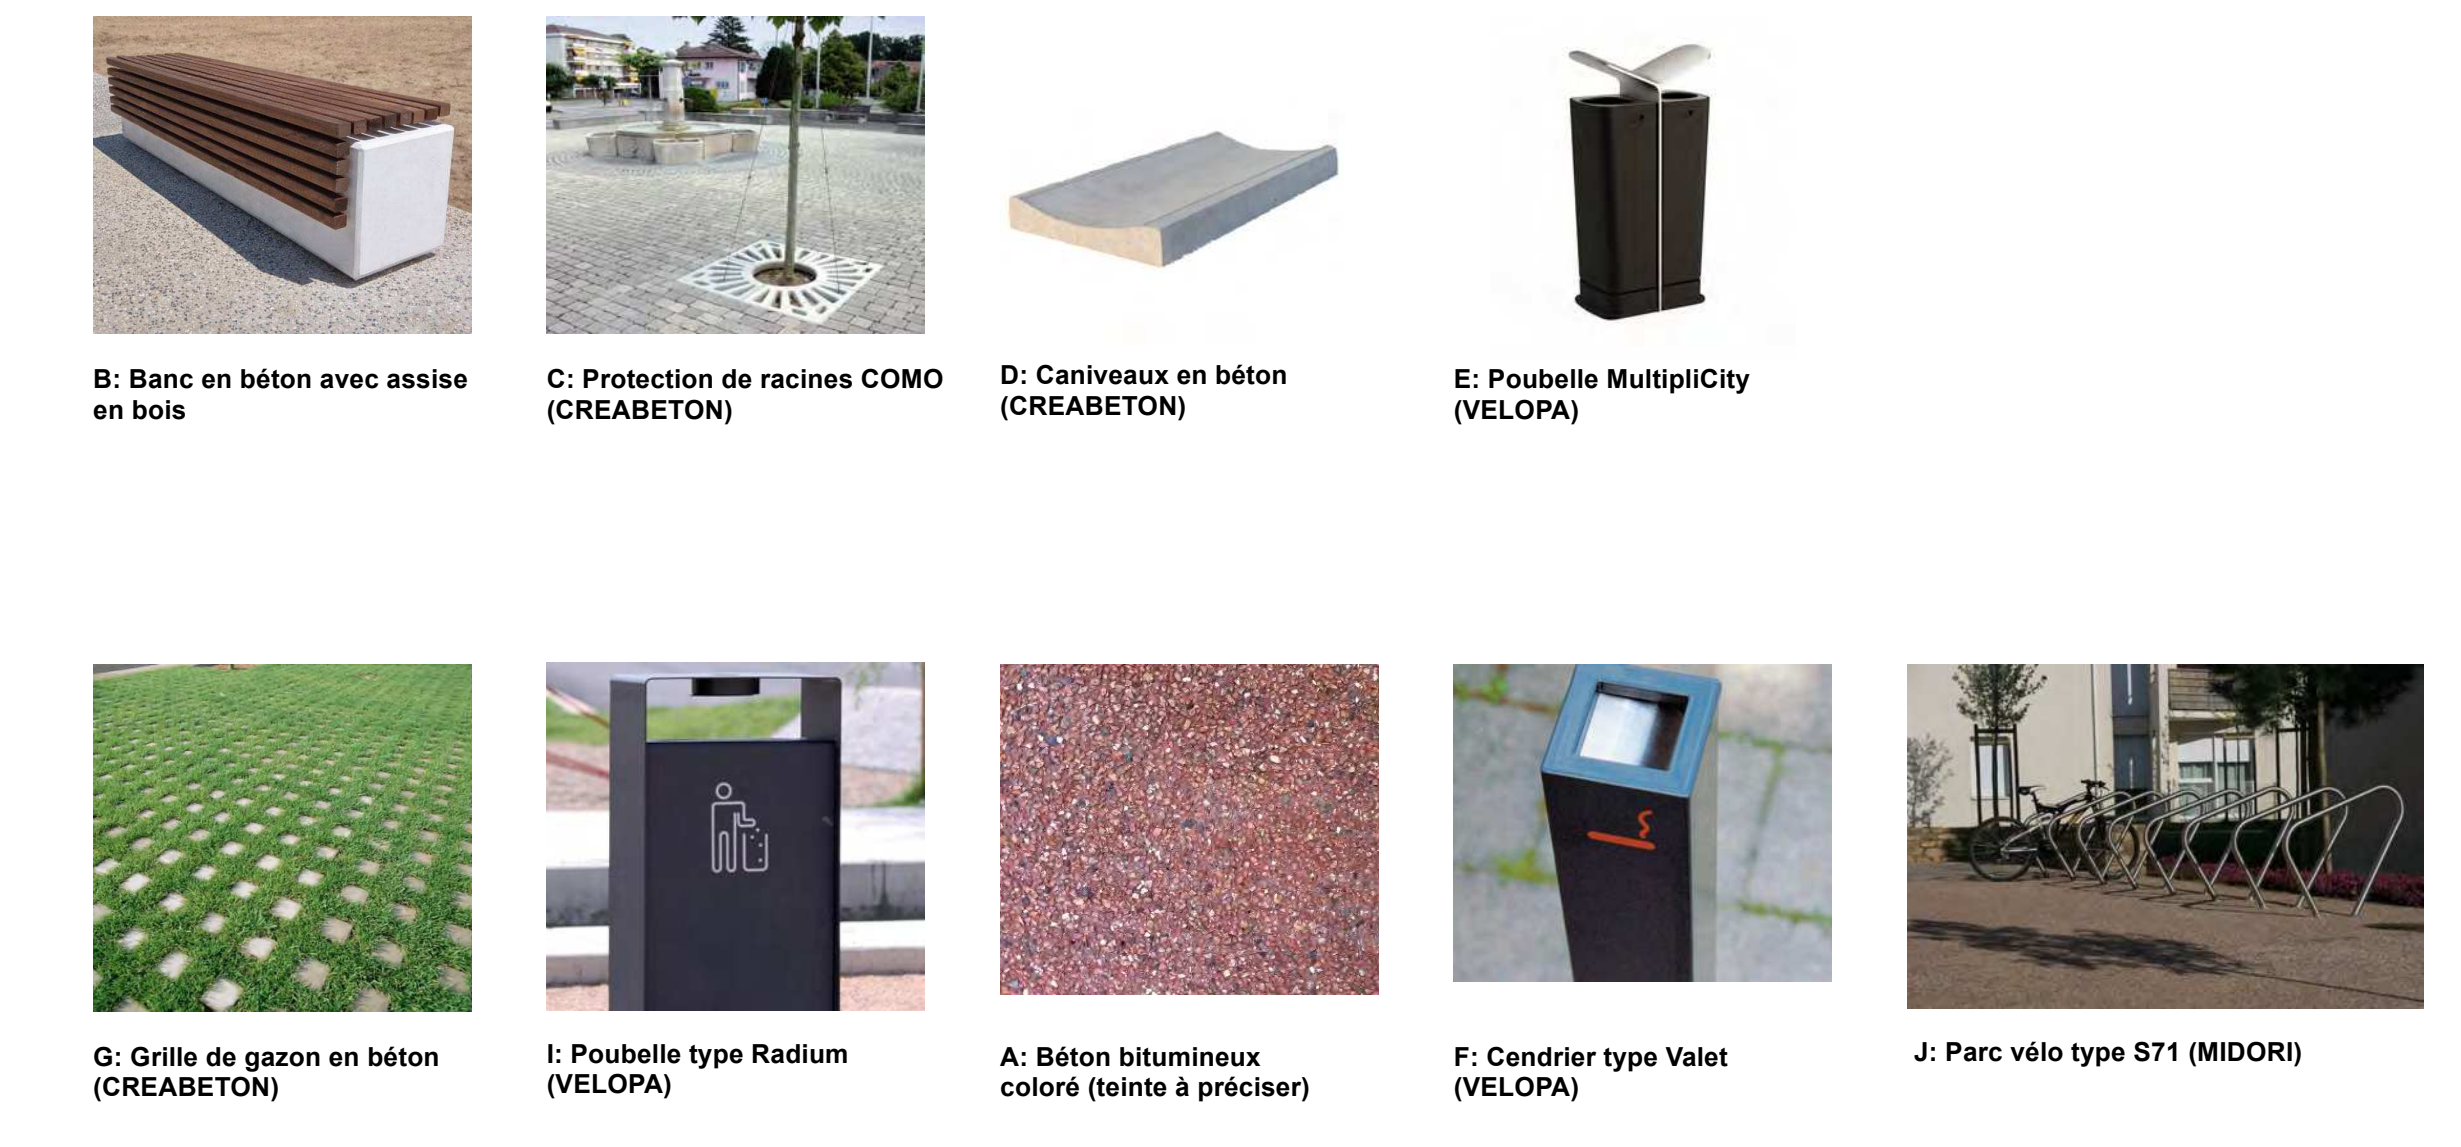 B: Banc en béton avec assise
en bois
C: Protection de racines COMO
(CREABETON)
D: Caniveaux en béton
(CREABETON)
E: Poubelle MultipliCity
(VELOPA)
G: Grille de gazon en béton
(CREABETON)
I: Poubelle type Radium
(VELOPA)
A: Béton bitumineux
coloré (teinte à préciser)
F: Cendrier type Valet
(VELOPA)
J: Parc vélo type S71 (MIDORI)